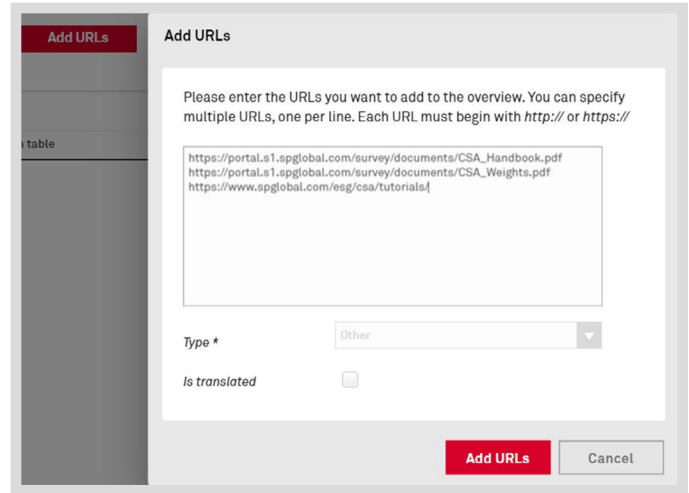 Add URLs
Add URLs
Please enter the URLs you want to add to the overview. You can specify
multiple URLs, one per line. Each URL must begin with http:// or https://
table
https://portal.s1.spglobal.com/survey/documents/CSA_Handbook.pdf
https://portal.s1.spglobal.com/survey/documents/CSA_Weights.pdf
https://www.spglobal.com/esg/csa/tutorials/
Type *
Other
Is translated
Add URLs
Cancel